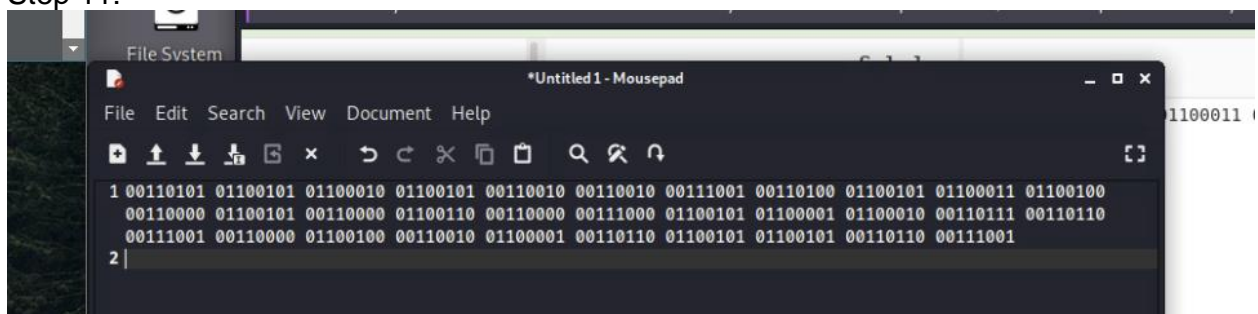 File System
*Untitled 1 - Mousepad
File Edit Search View Document Help
1100011
1 00110101 01100101 01100010 01100101 00110010 00110010 00111001 00110100 01100101 01100011 01100100
00110000 01100101 00110000 01100110 00110000 00111000 01100101 01100001 01100010 00110111 00110110
00111001 00110000 01100100 00110010 01100001 00110110 01100101 01100101 00110110 00111001
2